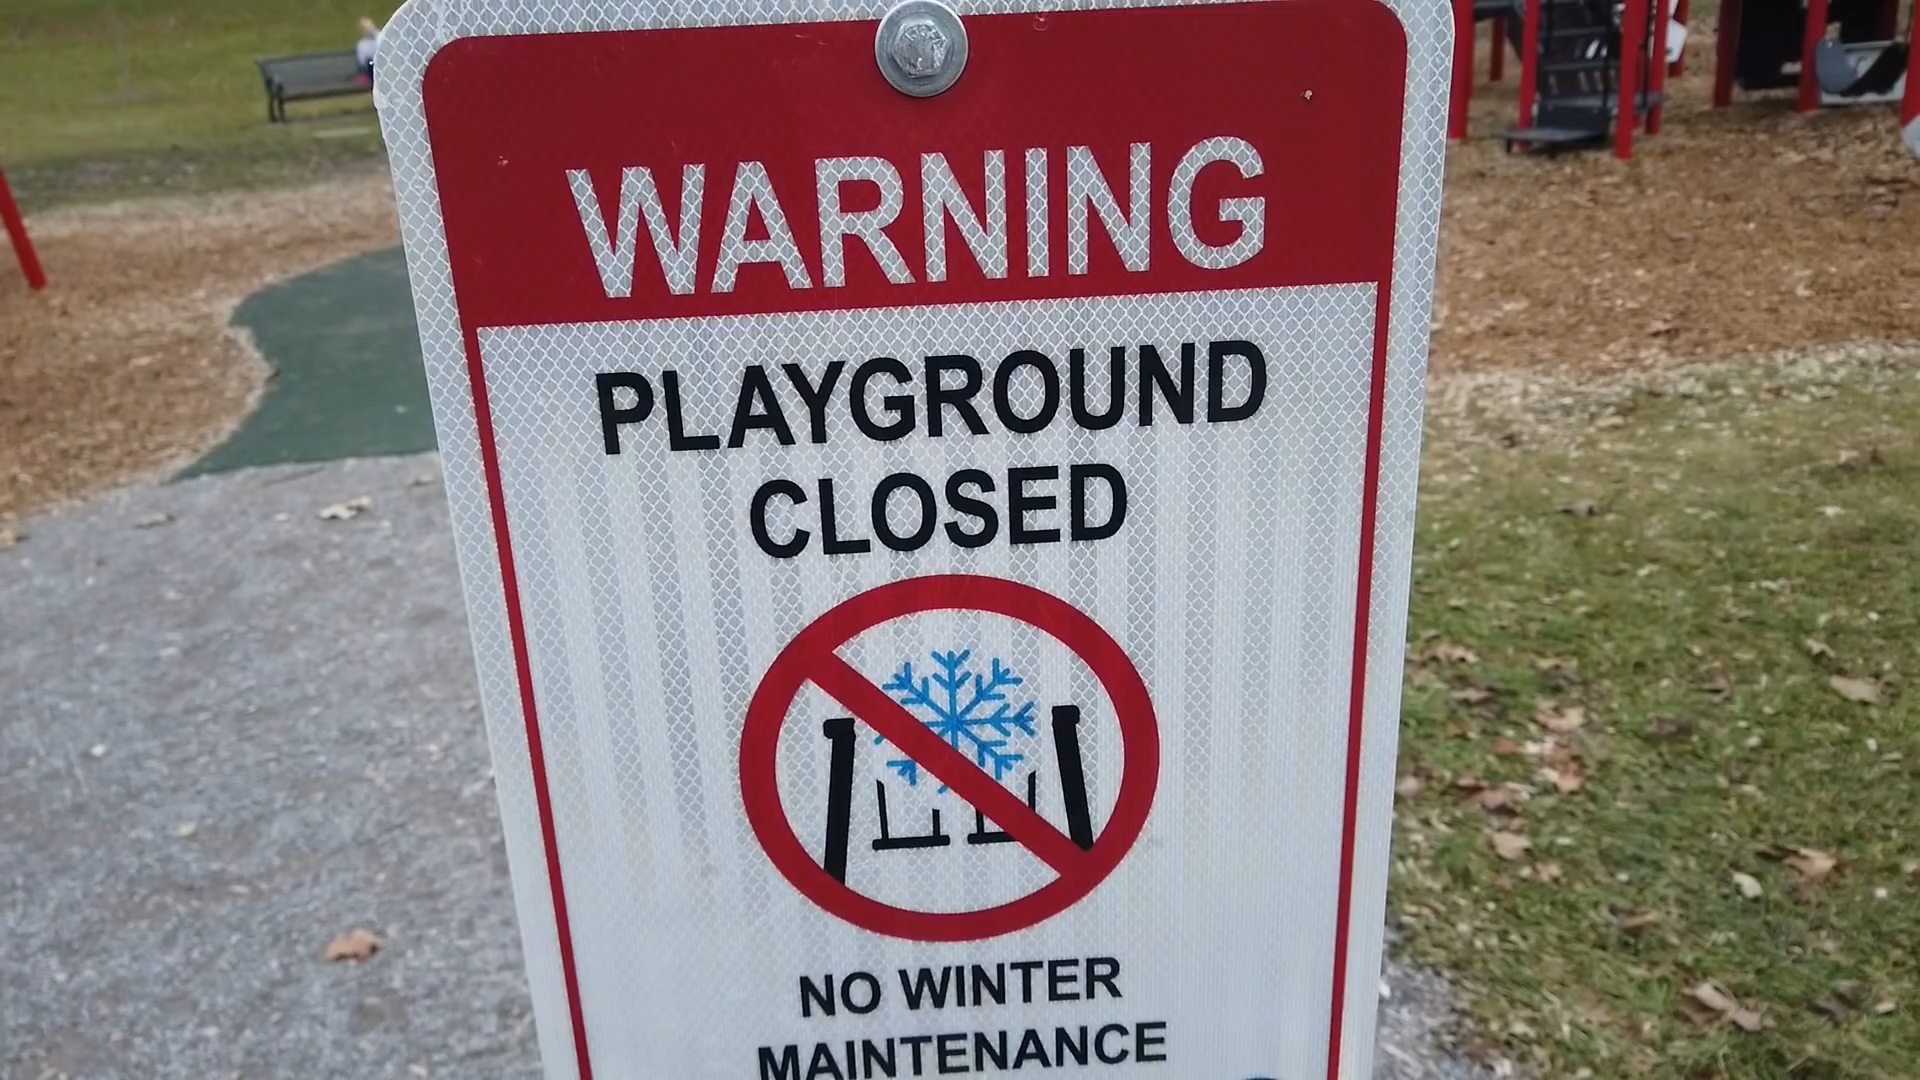 WARNING
PLAYGROUND
CLOSED
NO WINTER
MAINTENANCE